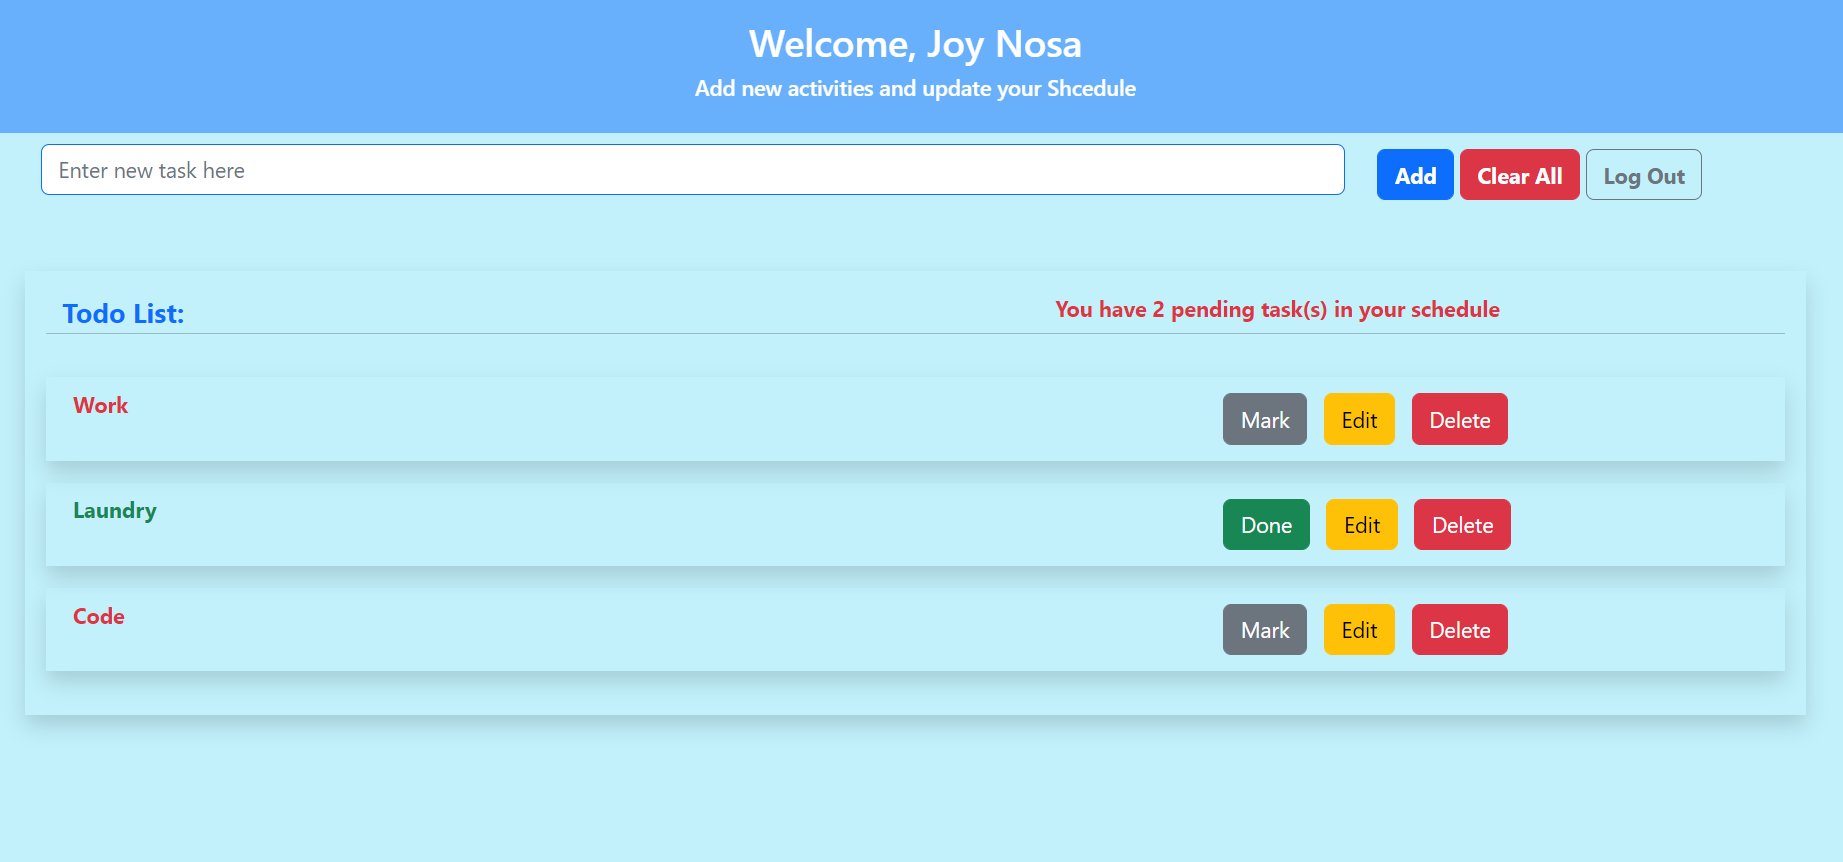 Welcome, Joy Nosa
Add new activities and update your Shcedule
Enter new task here
Add Clear All Log Out
Todo List: You have 2 pending task(s) in your schedule
Work Mark Edit Delete
Laundry Done Edit Delete
Code Mark Edit Delete